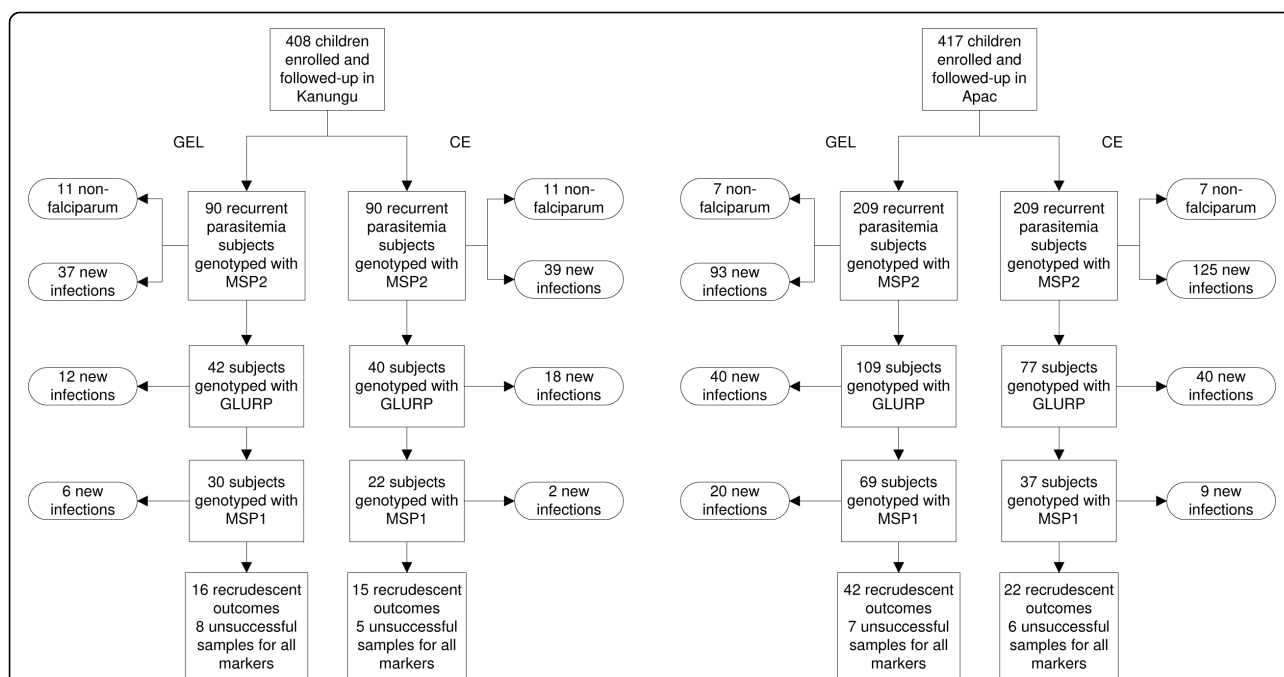 408 children
enrolled and
followed-up in
Kanungu
GEL
CE
11 non-
falciparum
37 new
infections
90 recurrent
parasitemia
subjects
genotyped with
MSP2
90 recurrent
parasitemia
subjects
genotyped with
MSP2
11 non-
falciparum
39 new
infections
12 new
infections
42 subjects
genotyped with
GLURP
40 subjects
genotyped with
GLURP
18 new
infections
6 new
infections
30 subjects
genotyped with
MSP1
22 subjects
genotyped with
MSP1
2 new
infections
16 recrudescent
outcomes
8 unsuccessful
samples for all
markers
15 recrudescent
outcomes
5 unsuccessful
samples for all
markers
417 children
enrolled and
followed-up in
Apac
GEL
CE
7 non-
falciparum
93 new
infections
209 recurrent
parasitemia
subjects
genotyped with
MSP2
209 recurrent
parasitemia
subjects
genotyped with
MSP2
7 non-
falciparum
125 new
infections
40 new
infections
109 subjects
genotyped with
GLURP
77 subjects
genotyped with
GLURP
40 new
infections
20 new
infections
69 subjects
genotyped with
MSP1
37 subjects
genotyped with
MSP1
9 new
infections
42 recrudescent
outcomes
7 unsuccessful
samples for all
markers
22 recrudescent
outcomes
6 unsuccessful
samples for all
markers